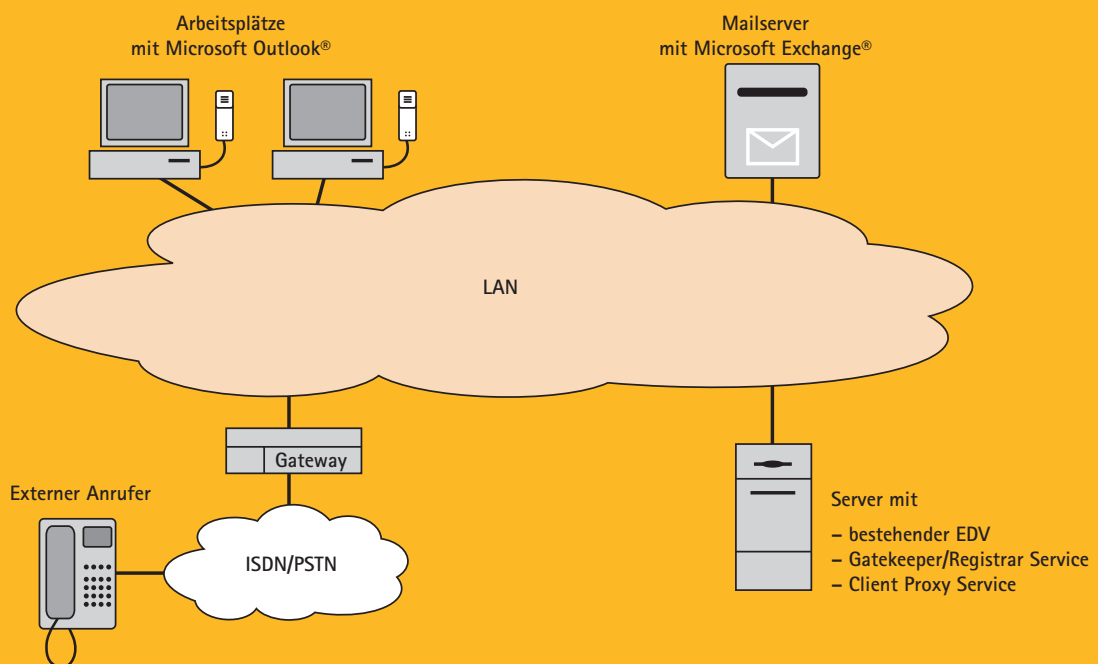 Arbeitsplätze
mit Microsoft Outlook®
Mailserver
mit Microsoft Exchange®
LAN
Gateway
Externer Anrufer
ISDN/PSTN
Server mit
– bestehender EDV
– Gatekeeper/Registrar Service
– Client Proxy Service